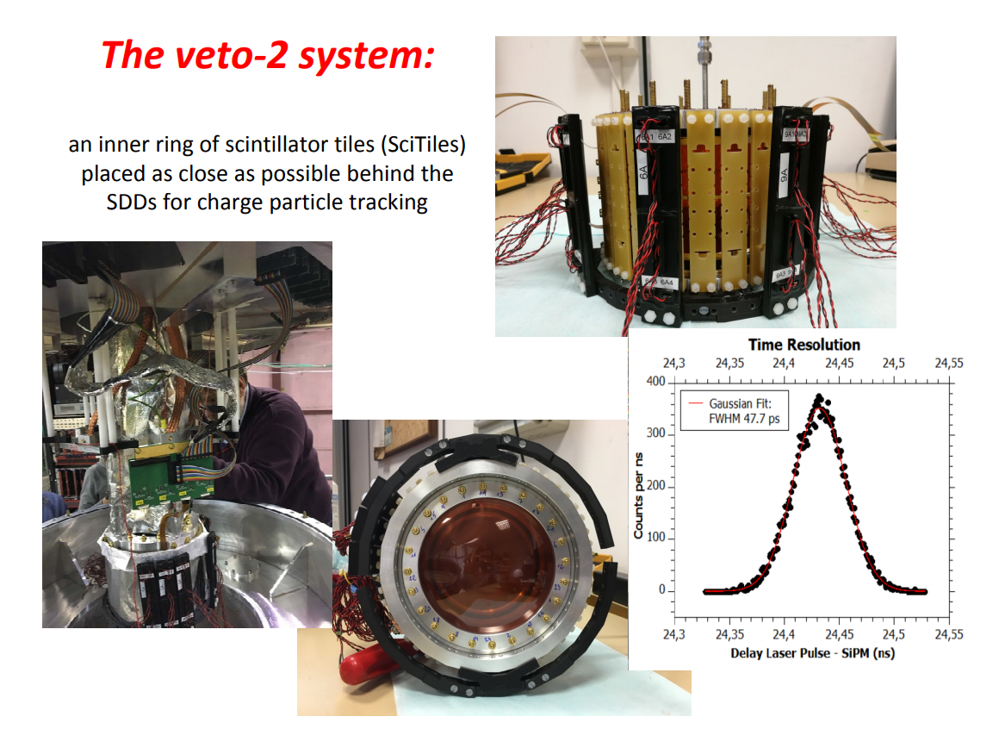 The veto-2 system:
an inner ring of scintillator tiles (SciTiles)
placed as close as possible behind the
SDDs for charge particle tracking
6A1 6A2
6A
6A4
9A
9A3
Time Resolution
24,3 24,35 24,4 24,45 24,5 24,55
400
300
200
100
0
Counts per ns
Gaussian Fit:
FWHM 47.7 ps
24,3 24,35 24,4 24,45 24,5 24,55
Delay Laser Pulse - SiPM (ns)